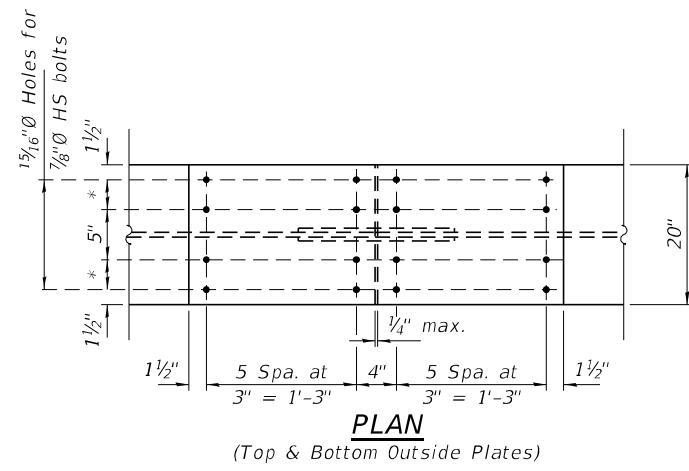 15/16"Ø Holes for
7/8"Ø HS bolts
1½"
*
5"
*
1½"
20"
¼" max.
1½"
5 Spa. at
3" = 1'-3"
4"
5 Spa. at
3" = 1'-3"
1½"
PLAN
(Top & Bottom Outside Plates)